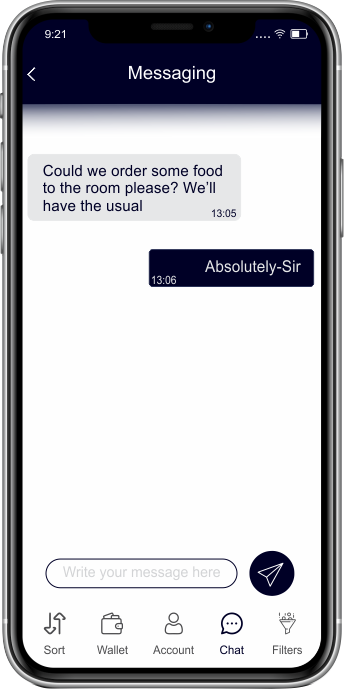 9:21
Messaging
Could we order some food
to the room please? We'll
have the usual
13:05
Absolutely-Sir
13:06
Write your message here
Sort Wallet Account Chat Filters